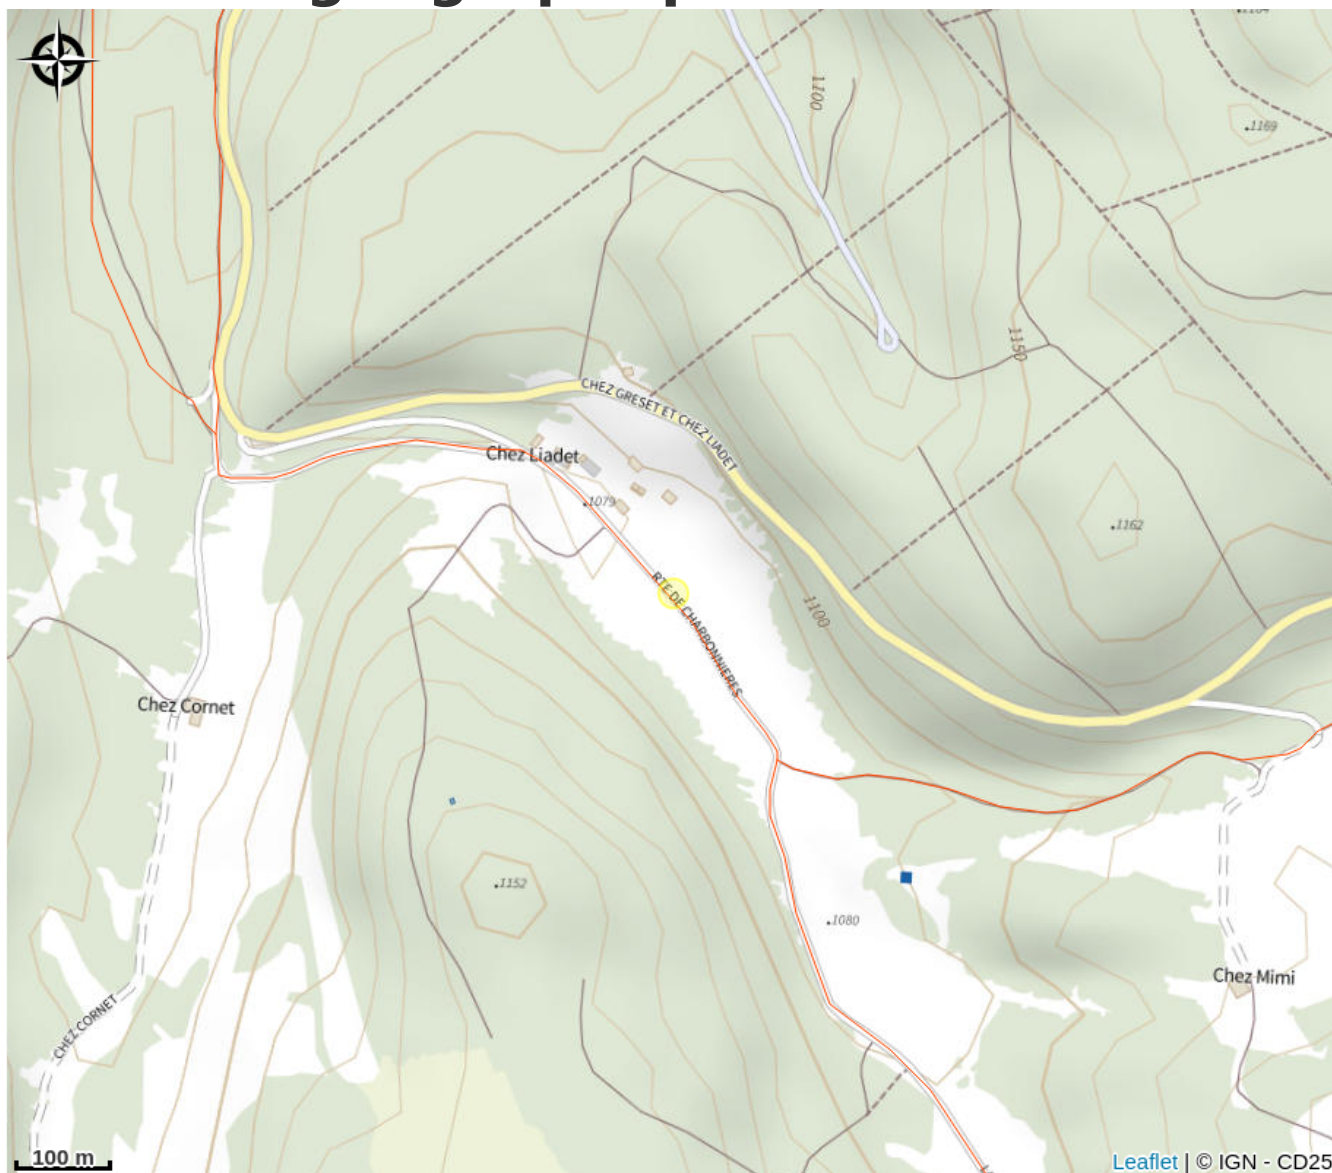 1100
1169
1150
CHEZ GRESET ET CHEZ LIADET
Chez Liadet
1079
1162
RTE DE CHARBONNIERES
1100
Chez Cornet
1152
1080
Chez Mimi
CHEZ CORNET
100 m
Leaflet | © IGN - CD25